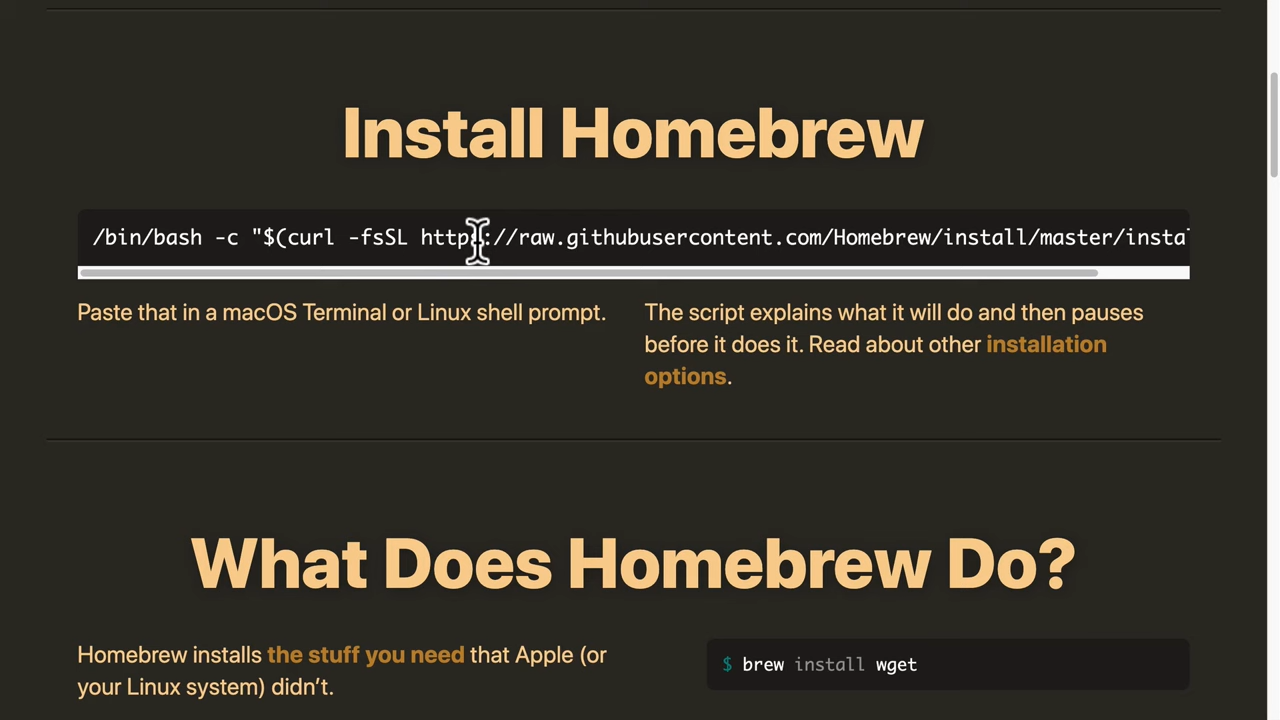 Install Homebrew
/bin/bash -c "$(curl -fsSL https://raw.githubusercontent.com/Homebrew/install/master/instal
Paste that in a macOS Terminal or Linux shell prompt.
The script explains what it will do and then pauses
before it does it. Read about other installation
options.
What Does Homebrew Do?
Homebrew installs the stuff you need that Apple (or
your Linux system) didn’t.
$ brew install wget